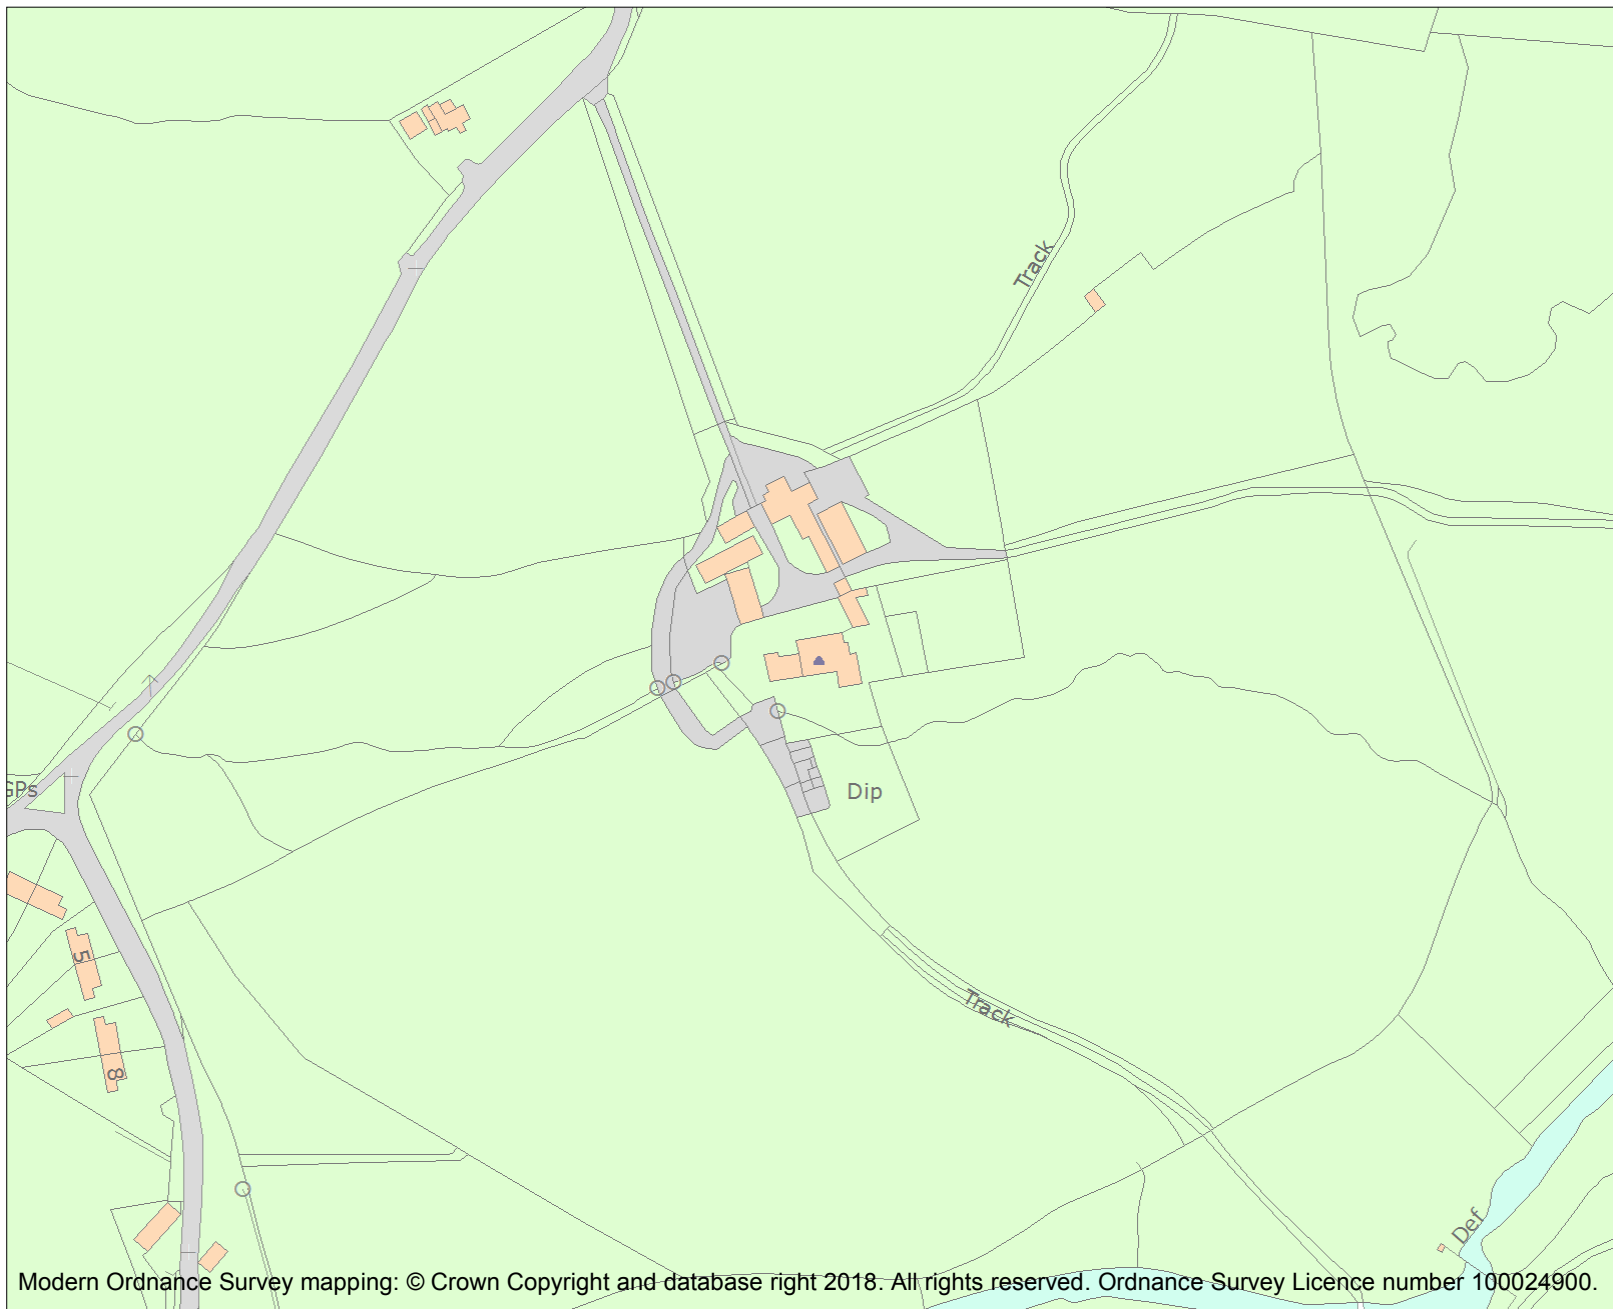 Track
GPs
Dip
5
Track
8
Def
Modern Ordnance Survey mapping: © Crown Copyright and database right 2018. All rights reserved. Ordnance Survey Licence number 100024900.